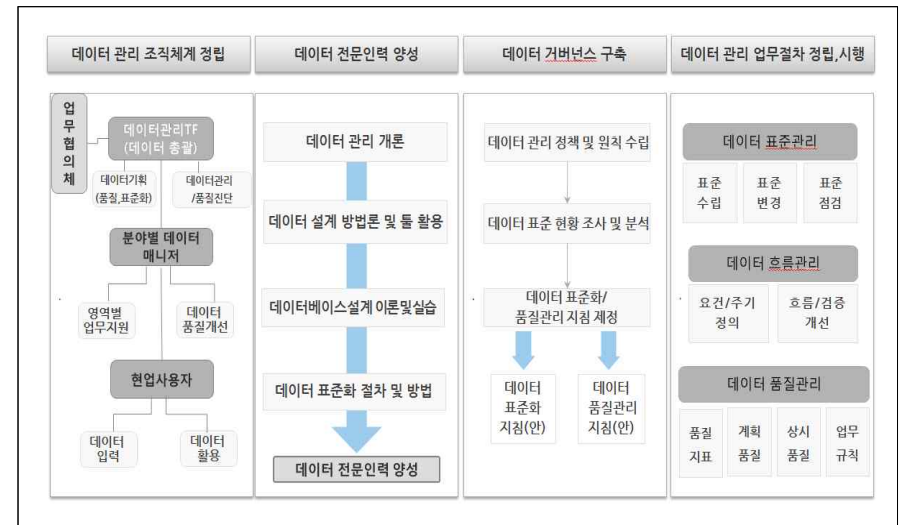 데이터 관리 조직체계 정립
데이터 전문인력 양성
데이터 거버넌스 구축
데이터 관리 업무절차 정립,시행
업
무
협
의
체
데이터관리TF
(데이터 총괄)
데이터기획
(품질,표준화)
데이터관리
/품질진단
분야별 데이터
매니저
영역별
업무지원
데이터
품질개선
현업사용자
데이터
입력
데이터
활용
데이터 관리 개론
데이터 설계 방법론 및 툴 활용
데이터베이스설계 이론및실습
데이터 표준화 절차 및 방법
데이터 전문인력 양성
데이터 관리 정책 및 원칙 수립
데이터 표준 현황 조사 및 분석
데이터 표준화/
품질관리 지침 제정
데이터
표준화
지침(안)
데이터
품질관리
지침(안)
데이터 표준관리
표준
수립
표준
변경
표준
점검
데이터 흐름관리
요건/주기
정의
흐름/검증
개선
데이터 품질관리
품질
지표
계획
품질
상시
품질
업무
규칙